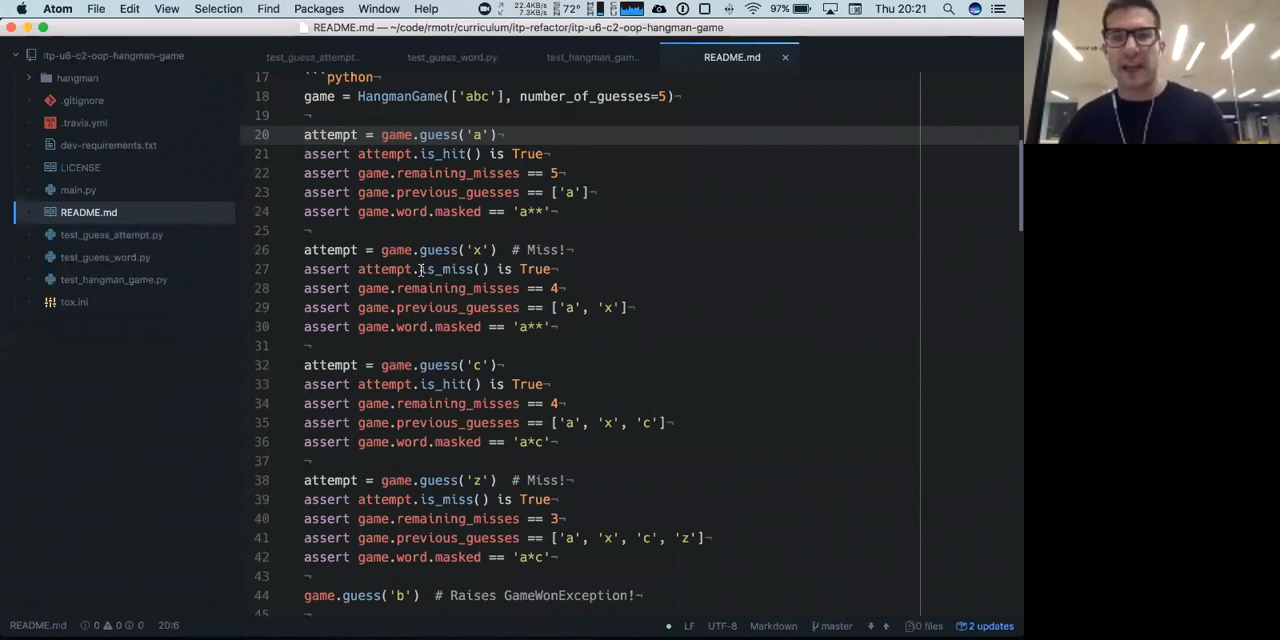 Atom File Edit View Selection Find Packages Window Help 22.4KB/s 7.3KB/s 72° 97% Thu 20:21
README.md — ~/code/rmotr/curriculum/itp-refactor/itp-u6-c2-oop-hangman-game
itp-u6-c2-oop-hangman-game
test_guess_attempt..
test_guess_word.py
test_hangman_gam..
README.md
hangman
.gitignore
.travis.yml
dev-requirements.txt
LICENSE
main.py
README.md
test_guess_attempt.py
test_guess_word.py
test_hangman_game.py
tox.ini
17 ```python¬
18 game = HangmanGame(['abc'], number_of_guesses=5)¬
19 ¬
20 attempt = game.guess('a')¬
21 assert attempt.is_hit() is True¬
22 assert game.remaining_misses == 5¬
23 assert game.previous_guesses == ['a']¬
24 assert game.word.masked == 'a**'¬
25 ¬
26 attempt = game.guess('x')  # Miss!¬
27 assert attempt.is_miss() is True¬
28 assert game.remaining_misses == 4¬
29 assert game.previous_guesses == ['a', 'x']¬
30 assert game.word.masked == 'a**'¬
31 ¬
32 attempt = game.guess('c')¬
33 assert attempt.is_hit() is True¬
34 assert game.remaining_misses == 4¬
35 assert game.previous_guesses == ['a', 'x', 'c']¬
36 assert game.word.masked == 'a*c'¬
37 ¬
38 attempt = game.guess('z')  # Miss!¬
39 assert attempt.is_miss() is True¬
40 assert game.remaining_misses == 3¬
41 assert game.previous_guesses == ['a', 'x', 'c', 'z']¬
42 assert game.word.masked == 'a*c'¬
43 ¬
44 game.guess('b')  # Raises GameWonException!¬
45 ¬
README.md 0 0 0 20:6 LF UTF-8 Markdown master 0 files 2 updates